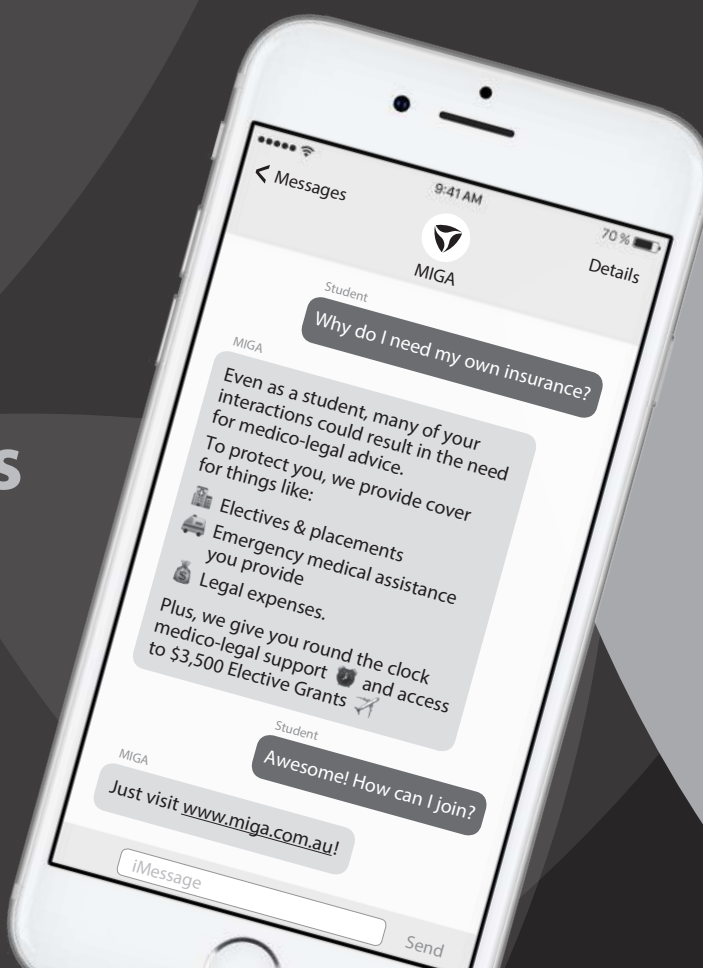 9:41 AM
70 %
< Messages
MIGA
Details
Student
Why do I need my own insurance?
MIGA
Even as a student, many of your
interactions could result in the need
for medico-legal advice.
To protect you, we provide cover
for things like:
Electives & placements
Emergency medical assistance
you provide
Legal expenses.
Plus, we give you round the clock
medico-legal support ⏰ and access
to $3,500 Elective Grants ✈
Student
Awesome! How can I join?
MIGA
Just visit www.miga.com.au!
s
iMessage
Send